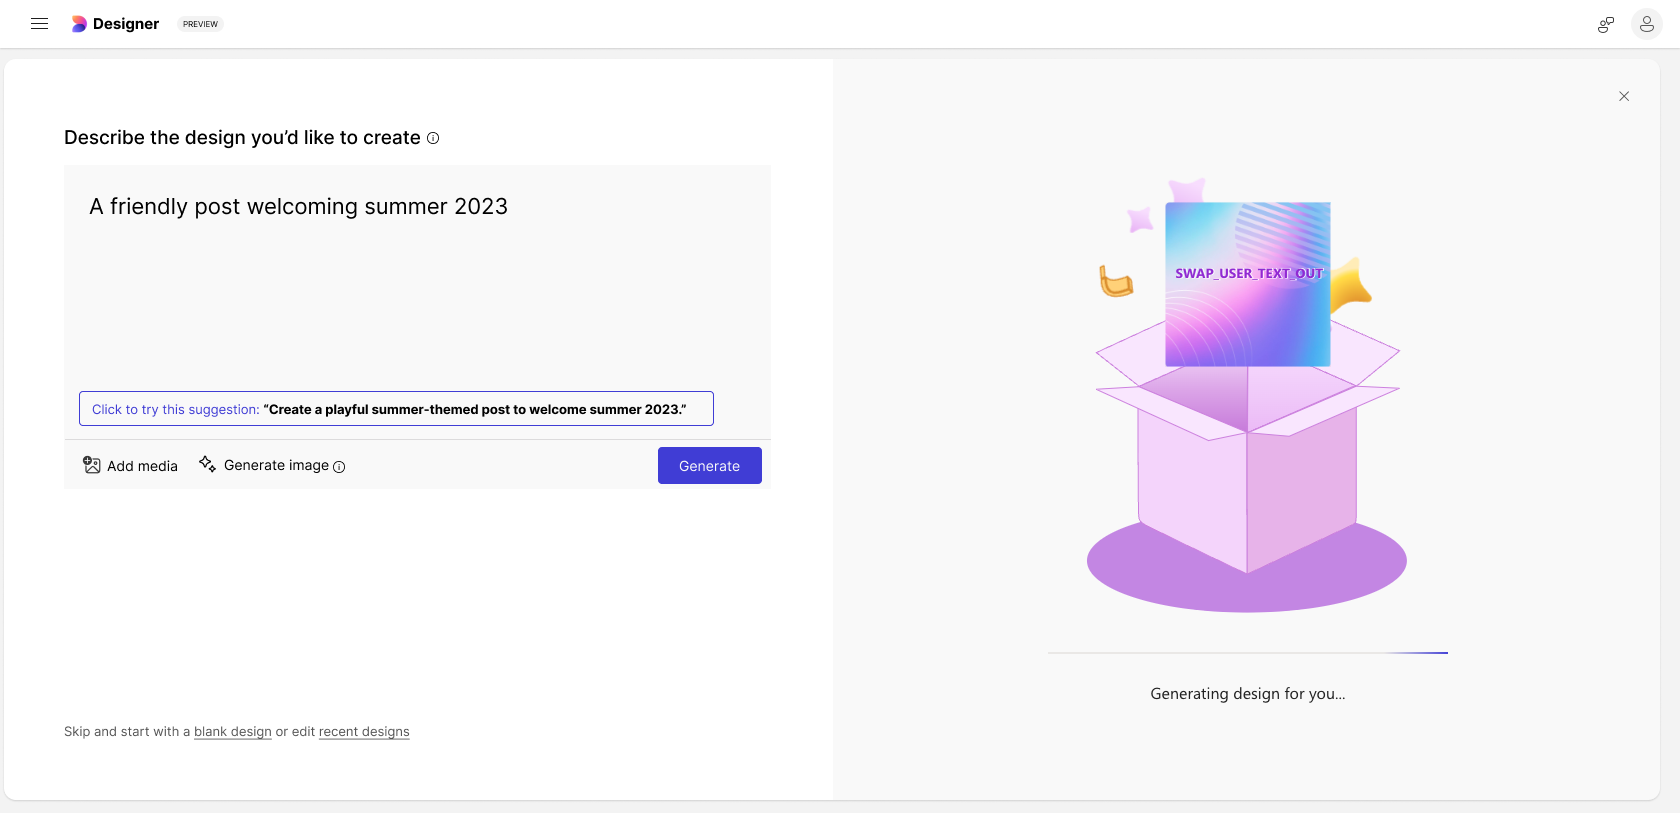 Designer
PREVIEW
Describe the design you’d like to create
A friendly post welcoming summer 2023
Click to try this suggestion: “Create a playful summer-themed post to welcome summer 2023.”
Add media
Generate image
Generate
Skip and start with a blank design or edit recent designs
SWAP_USER_TEXT_OUT
Generating design for you...